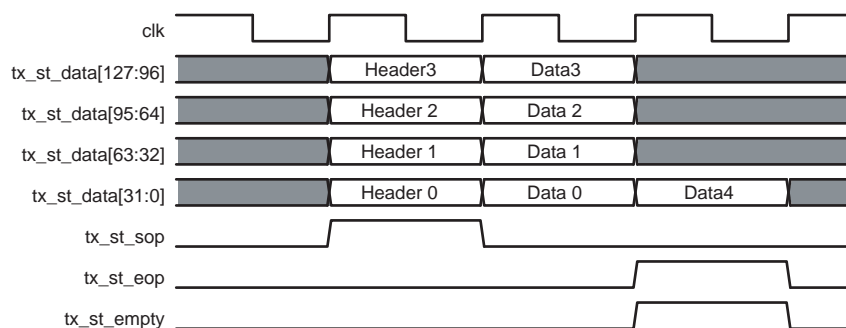 clk
tx_st_data[127:96] Header3 Data3
tx_st_data[95:64] Header 2 Data 2
tx_st_data[63:32] Header 1 Data 1
tx_st_data[31:0] Header 0 Data 0 Data4
tx_st_sop
tx_st_eop
tx_st_empty